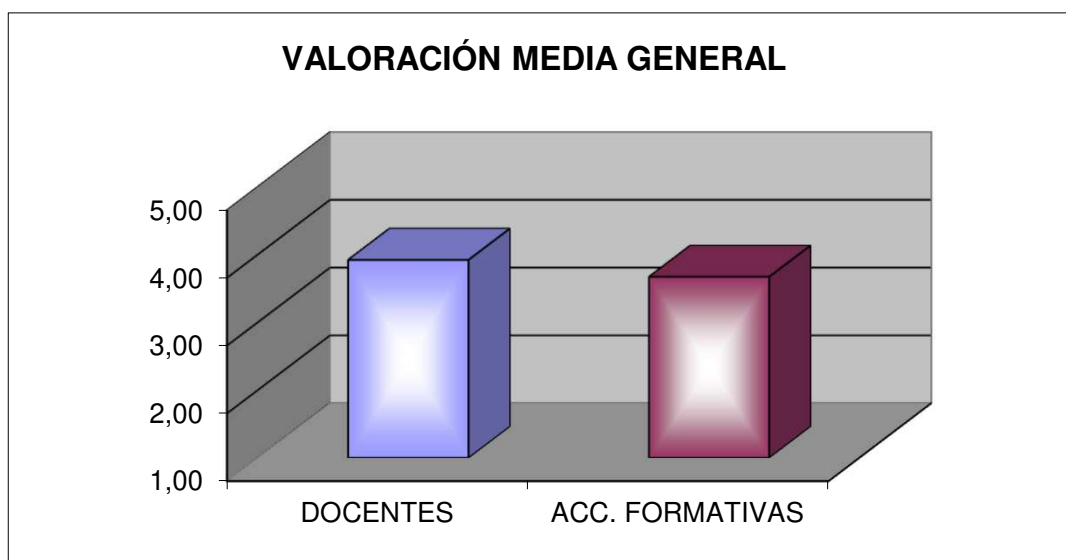 VALORACIÓN MEDIA GENERAL
5,00
4,00
3,00
2,00
1,00
DOCENTES ACC. FORMATIVAS